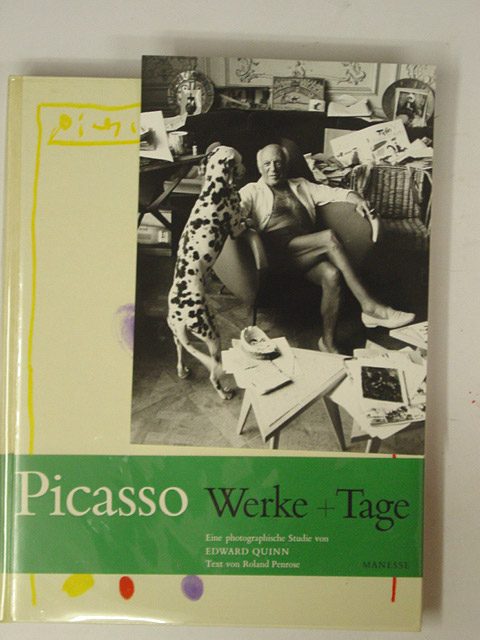 Picasso Werke + Tage
Eine photographische Studie von
EDWARD QUINN
Text von Roland Penrose
MANESSE